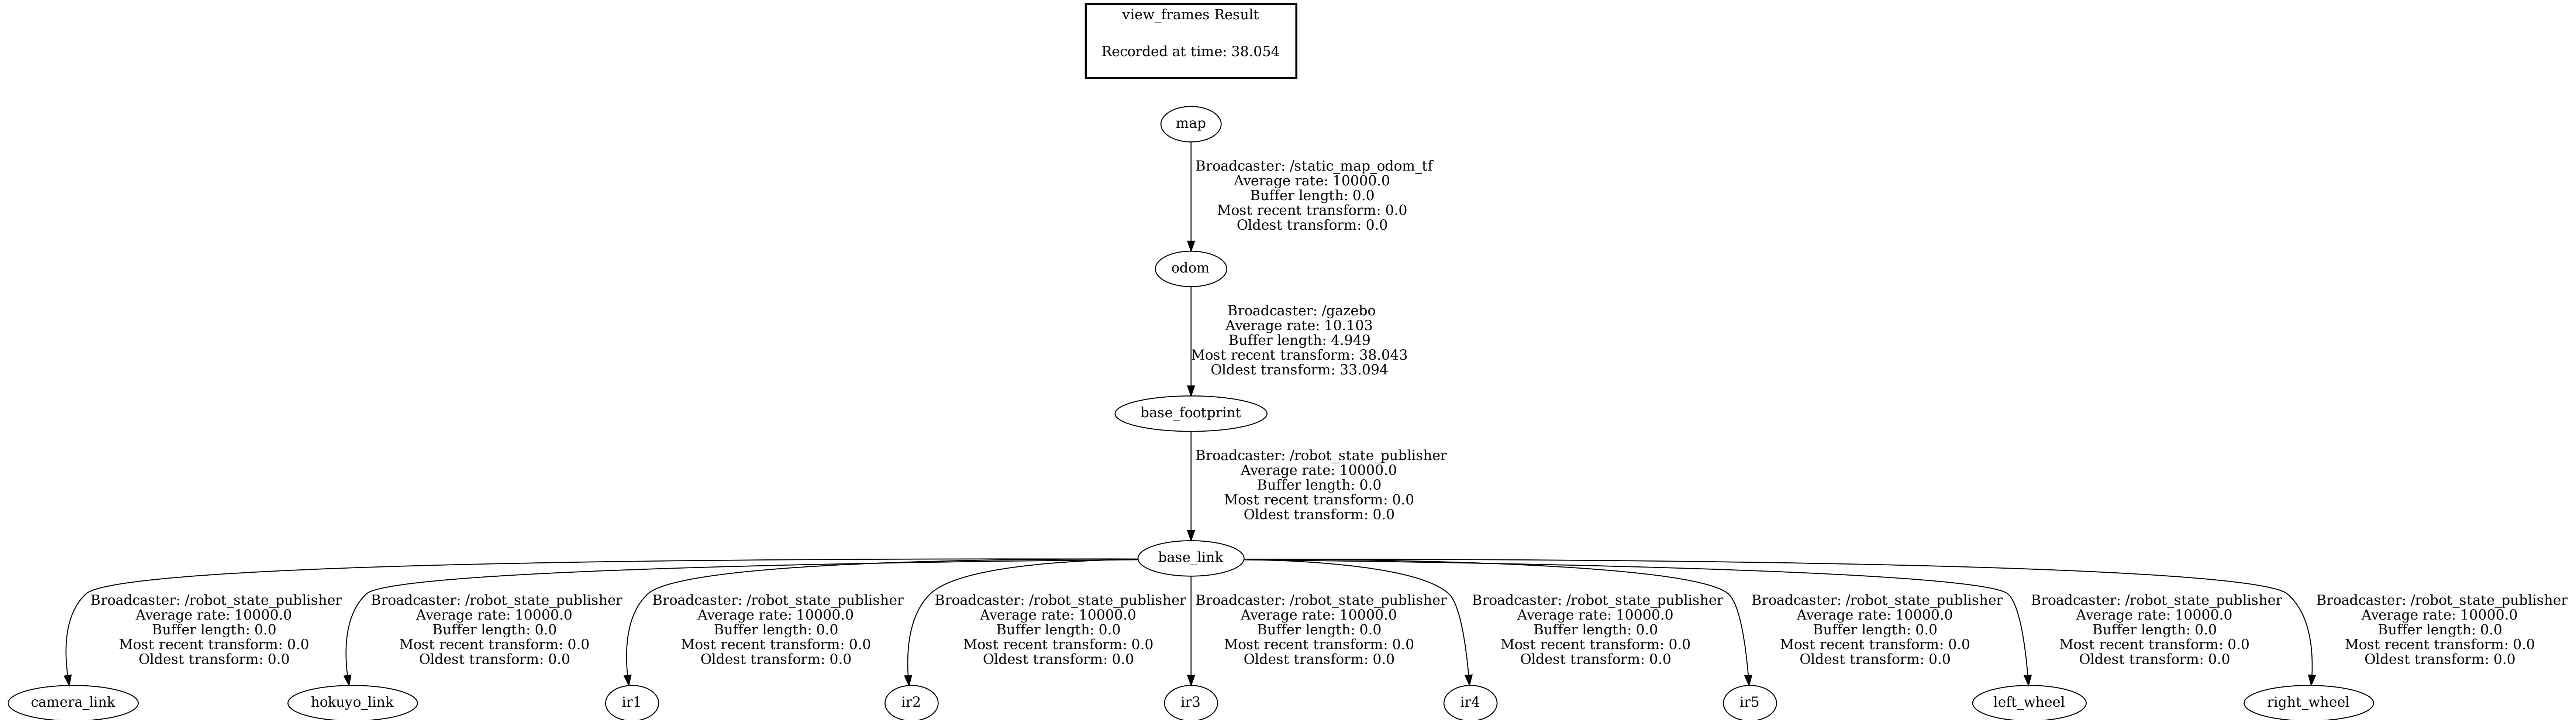 view_frames Result
Recorded at time: 38.054
map
Broadcaster: /static_map_odom_tf
Average rate: 10000.0
Buffer length: 0.0
Most recent transform: 0.0
Oldest transform: 0.0
odom
Broadcaster: /gazebo
Average rate: 10.103
Buffer length: 4.949
Most recent transform: 38.043
Oldest transform: 33.094
base_footprint
Broadcaster: /robot_state_publisher
Average rate: 10000.0
Buffer length: 0.0
Most recent transform: 0.0
Oldest transform: 0.0
base_link
Broadcaster: /robot_state_publisher
Average rate: 10000.0
Buffer length: 0.0
Most recent transform: 0.0
Oldest transform: 0.0
Broadcaster: /robot_state_publisher
Average rate: 10000.0
Buffer length: 0.0
Most recent transform: 0.0
Oldest transform: 0.0
Broadcaster: /robot_state_publisher
Average rate: 10000.0
Buffer length: 0.0
Most recent transform: 0.0
Oldest transform: 0.0
Broadcaster: /robot_state_publisher
Average rate: 10000.0
Buffer length: 0.0
Most recent transform: 0.0
Oldest transform: 0.0
Broadcaster: /robot_state_publisher
Average rate: 10000.0
Buffer length: 0.0
Most recent transform: 0.0
Oldest transform: 0.0
Broadcaster: /robot_state_publisher
Average rate: 10000.0
Buffer length: 0.0
Most recent transform: 0.0
Oldest transform: 0.0
Broadcaster: /robot_state_publisher
Average rate: 10000.0
Buffer length: 0.0
Most recent transform: 0.0
Oldest transform: 0.0
Broadcaster: /robot_state_publisher
Average rate: 10000.0
Buffer length: 0.0
Most recent transform: 0.0
Oldest transform: 0.0
Broadcaster: /robot_state_publisher
Average rate: 10000.0
Buffer length: 0.0
Most recent transform: 0.0
Oldest transform: 0.0
camera_link
hokuyo_link
ir1
ir2
ir3
ir4
ir5
left_wheel
right_wheel